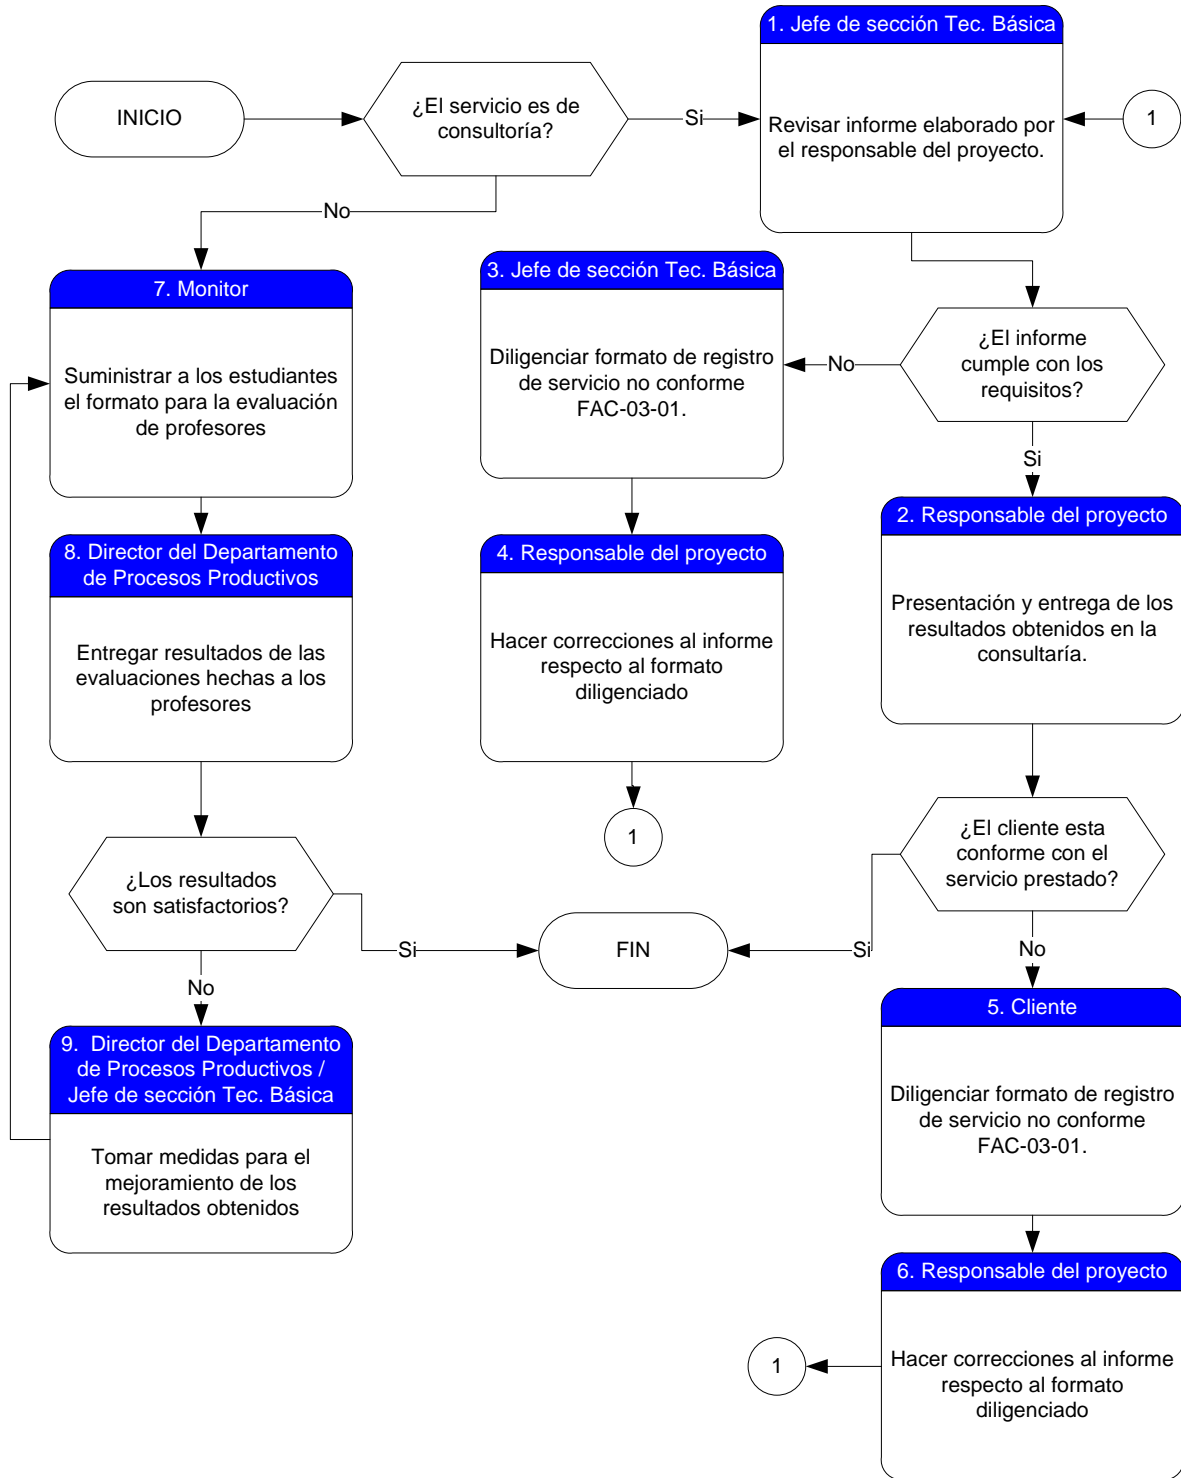 INICIO
¿El servicio es de
consultoría?
Si
No
1. Jefe de sección Tec. Básica
Revisar informe elaborado por
el responsable del proyecto.
1
¿El informe
cumple con los
requisitos?
No
Si
3. Jefe de sección Tec. Básica
Diligenciar formato de registro
de servicio no conforme
FAC-03-01.
4. Responsable del proyecto
Hacer correcciones al informe
respecto al formato
diligenciado
1
2. Responsable del proyecto
Presentación y entrega de los
resultados obtenidos en la
consultaría.
¿El cliente esta
conforme con el
servicio prestado?
Si
No
5. Cliente
Diligenciar formato de registro
de servicio no conforme
FAC-03-01.
6. Responsable del proyecto
Hacer correcciones al informe
respecto al formato
diligenciado
1
7. Monitor
Suministrar a los estudiantes
el formato para la evaluación
de profesores
8. Director del Departamento
de Procesos Productivos
Entregar resultados de las
evaluaciones hechas a los
profesores
¿Los resultados
son satisfactorios?
Si
No
FIN
9. Director del Departamento
de Procesos Productivos /
Jefe de sección Tec. Básica
Tomar medidas para el
mejoramiento de los
resultados obtenidos